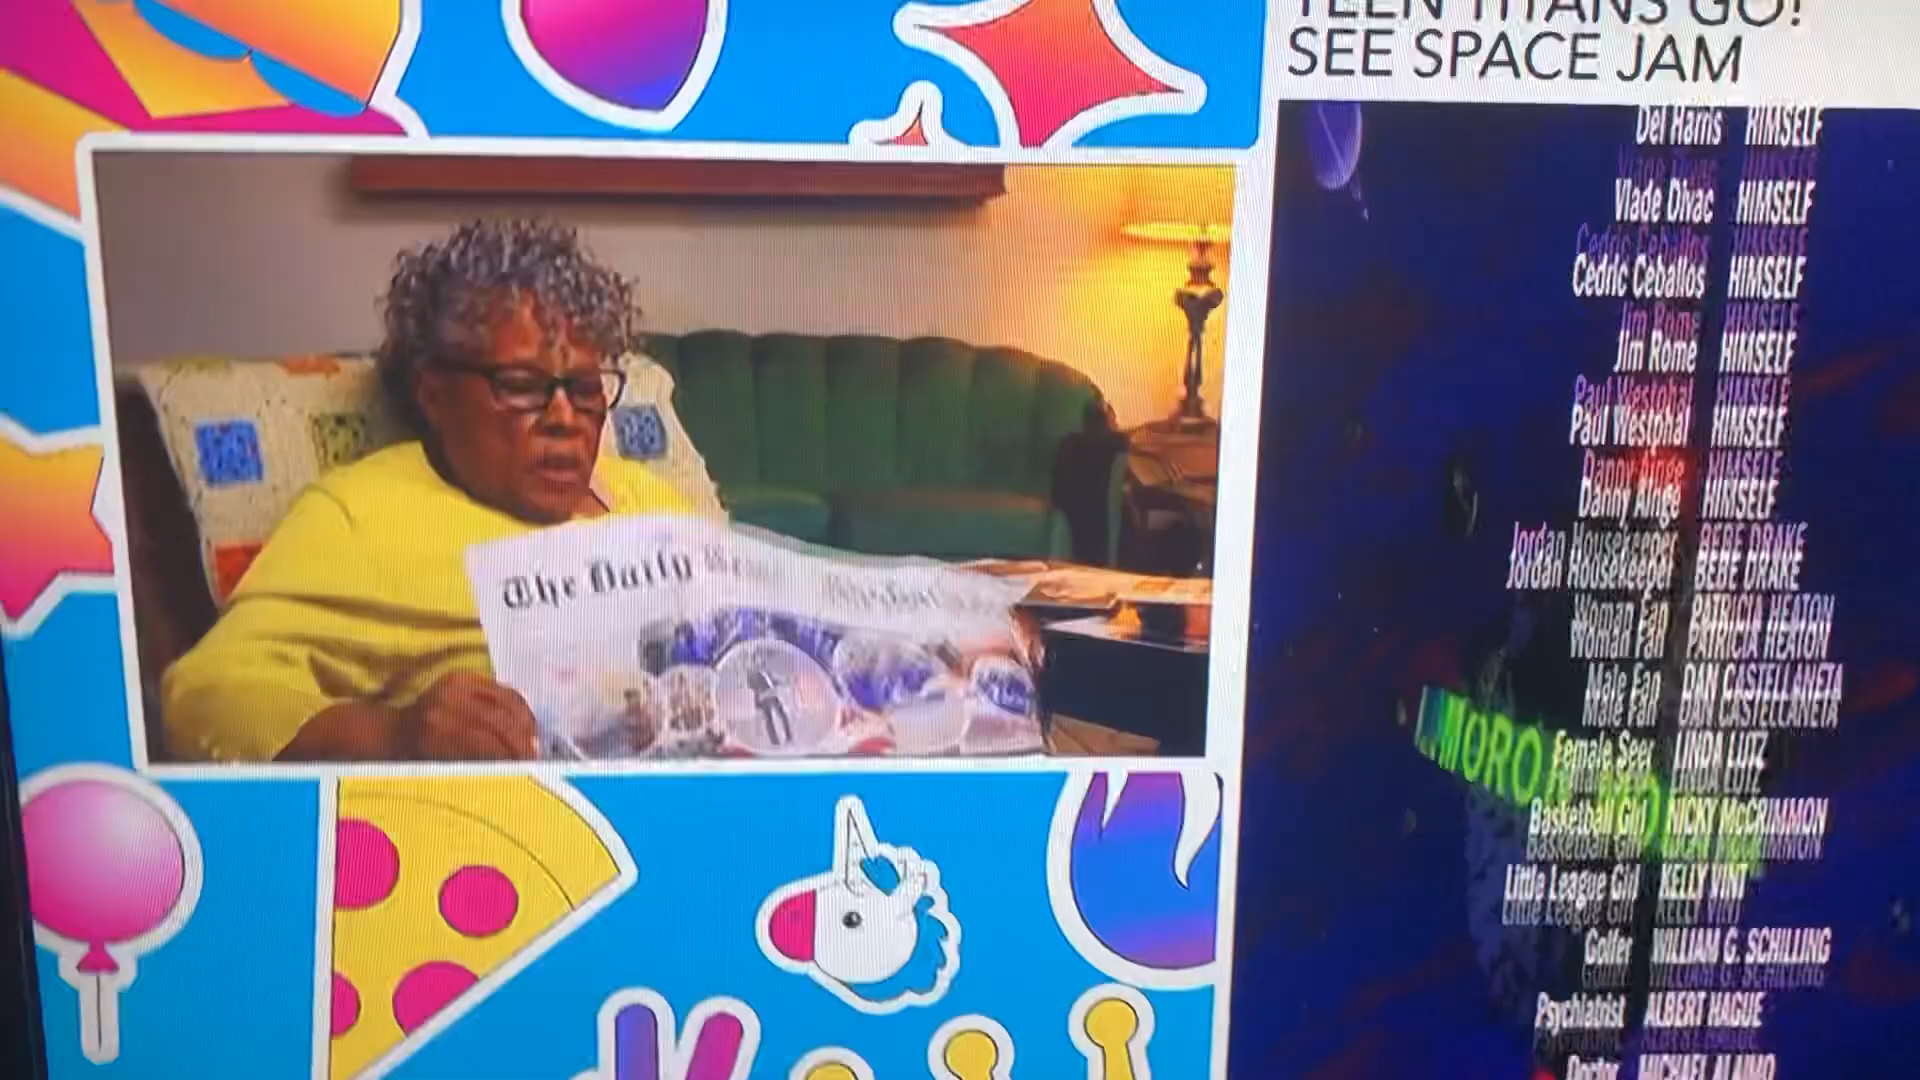 TEEN TITANS GO!
SEE SPACE JAM
The Daily
Del Harris HIMSELF
Vlade Divac HIMSELF
Cedric Ceballos HIMSELF
Jim Rome HIMSELF
Paul Westphal HIMSELF
Danny Ainge HIMSELF
Jordan Housekeeper BEBE DRAKE
Woman Fan PATRICIA HEATON
Male Fan DAN CASTELLANETA
Female Seer LINDA LUTZ
Basketball Girl NICKY McCRIMMON
Little League Girl KELLY VINT
Golfer WILLIAM G. SCHILLING
Psychiatrist ALBERT HAGUE
Doctor MICHAEL ALAIMO